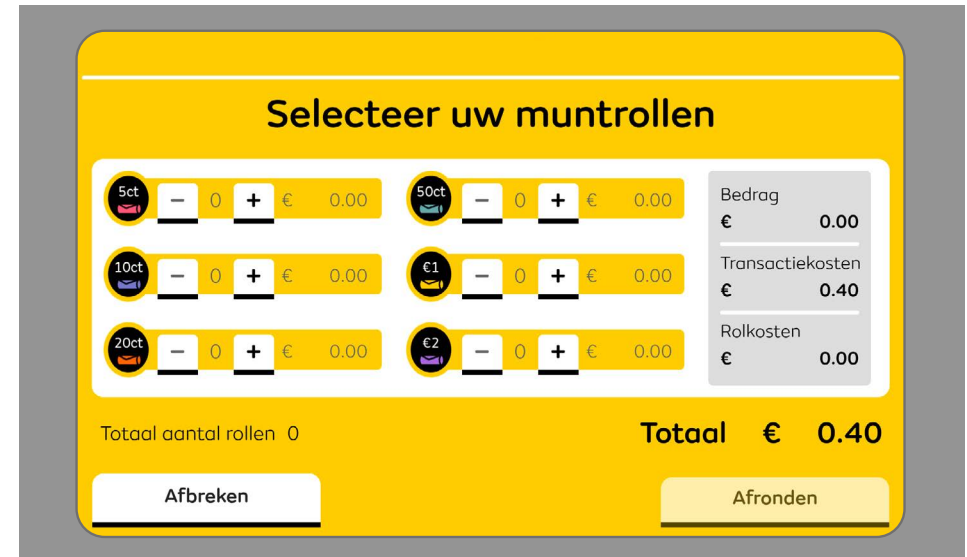 Selecteer uw muntrollen
5ct − 0 + € 0.00
10ct − 0 + € 0.00
20ct − 0 + € 0.00
50ct − 0 + € 0.00
€1 − 0 + € 0.00
€2 − 0 + € 0.00
Bedrag
€ 0.00
Transactiekosten
€ 0.40
Rolkosten
€ 0.00
Totaal aantal rollen 0
Totaal € 0.40
Afbreken
Afronden